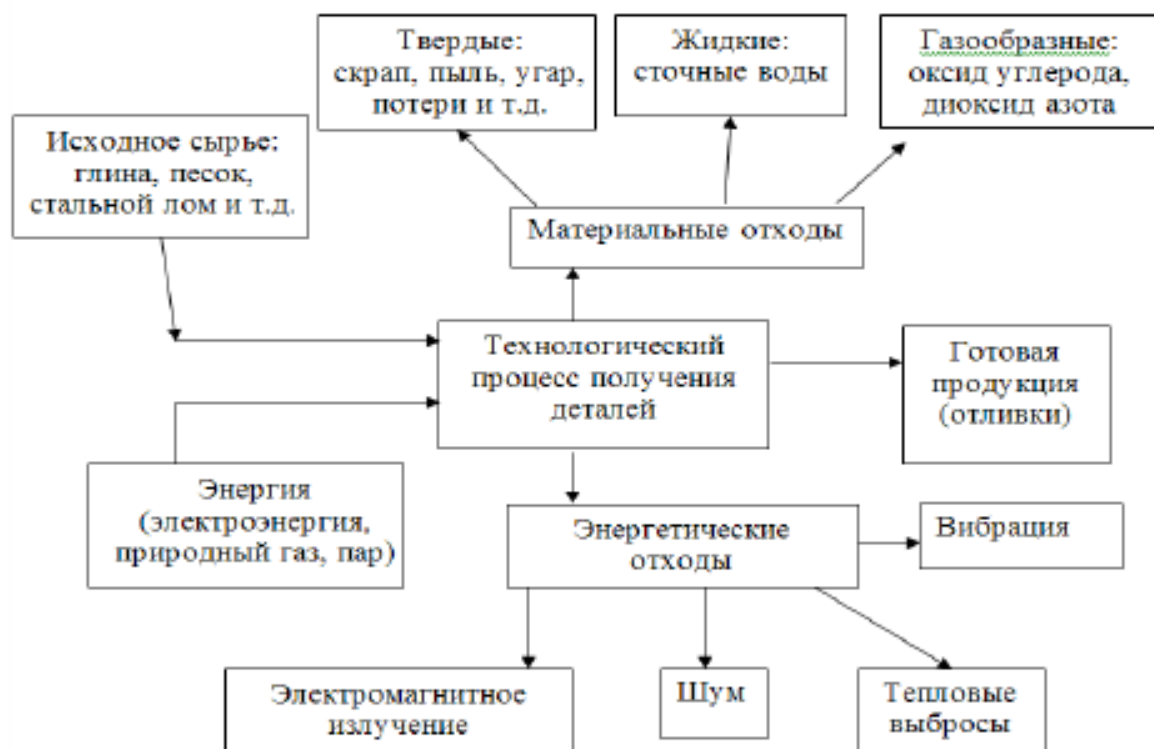 Твердые:
скрап, пыль, угар,
потери и т.д.
Жидкие:
сточные воды
Газообразные:
оксид углерода,
диоксид азота
Исходное сырье:
глина, песок,
стальной лом и т.д.
Материальные отходы
Технологический
процесс получения
деталей
Готовая
продукция
(отливки)
Энергия
(электроэнергия,
природный газ, пар)
Энергетические
отходы
Вибрация
Электромагнитное
излучение
Шум
Тепловые
выбросы